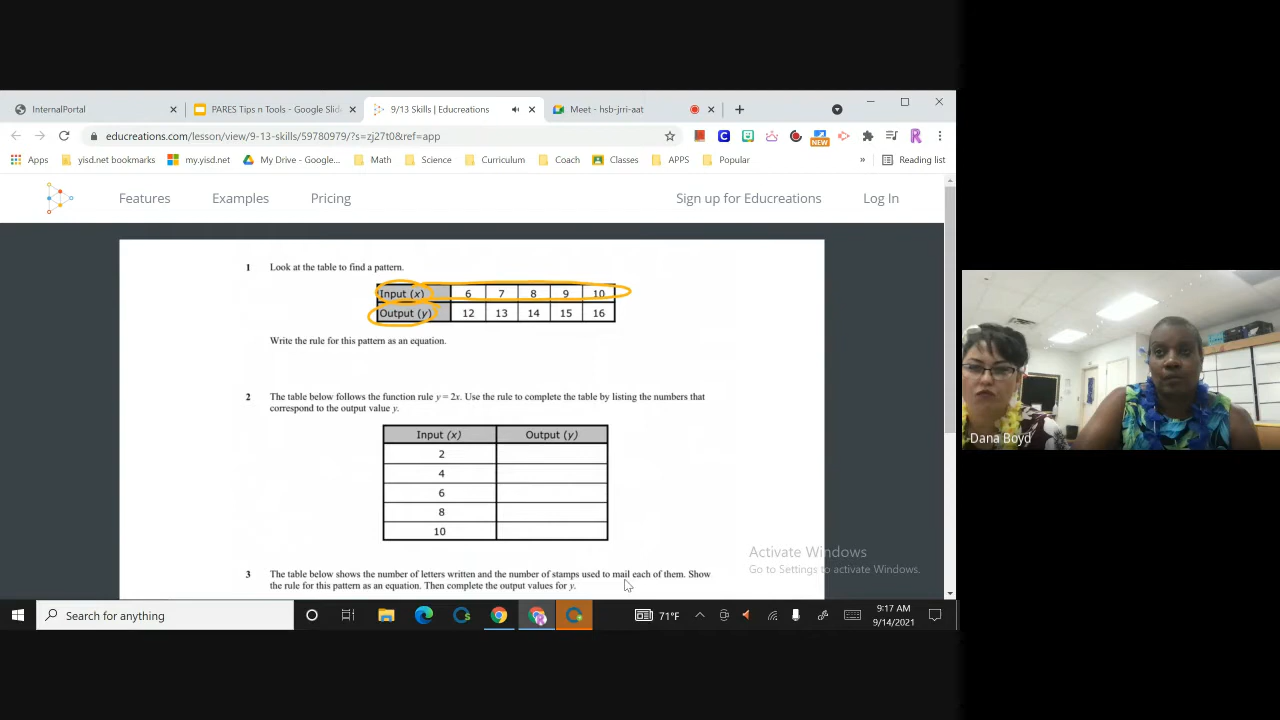 InternalPortal
PARES Tips n Tools - Google Slid
9/13 Skills | Educreations
Meet - hsb-jrri-aat
educreations.com/lesson/view/9-13-skills/59780979/?s=zj27t0&ref=app
Apps
yisd.net bookmarks
my.yisd.net
My Drive - Google...
Math
Science
Curriculum
Coach
Classes
APPS
Popular
»
Reading list
NEW
Features
Examples
Pricing
Sign up for Educreations
Log In
1 Look at the table to find a pattern.
Input (x) 6 7 8 9 10
Output (y) 12 13 14 15 16
Write the rule for this pattern as an equation.
2 The table below follows the function rule y = 2x. Use the rule to complete the table by listing the numbers that
correspond to the output value y.
Input (x) Output (y)
2
4
6
8
10
3 The table below shows the number of letters written and the number of stamps used to mail each of them. Show
the rule for this pattern as an equation. Then complete the output values for y.
Activate Windows
Go to Settings to activate Windows.
Dana Boyd
Search for anything
71°F
9:17 AM
9/14/2021